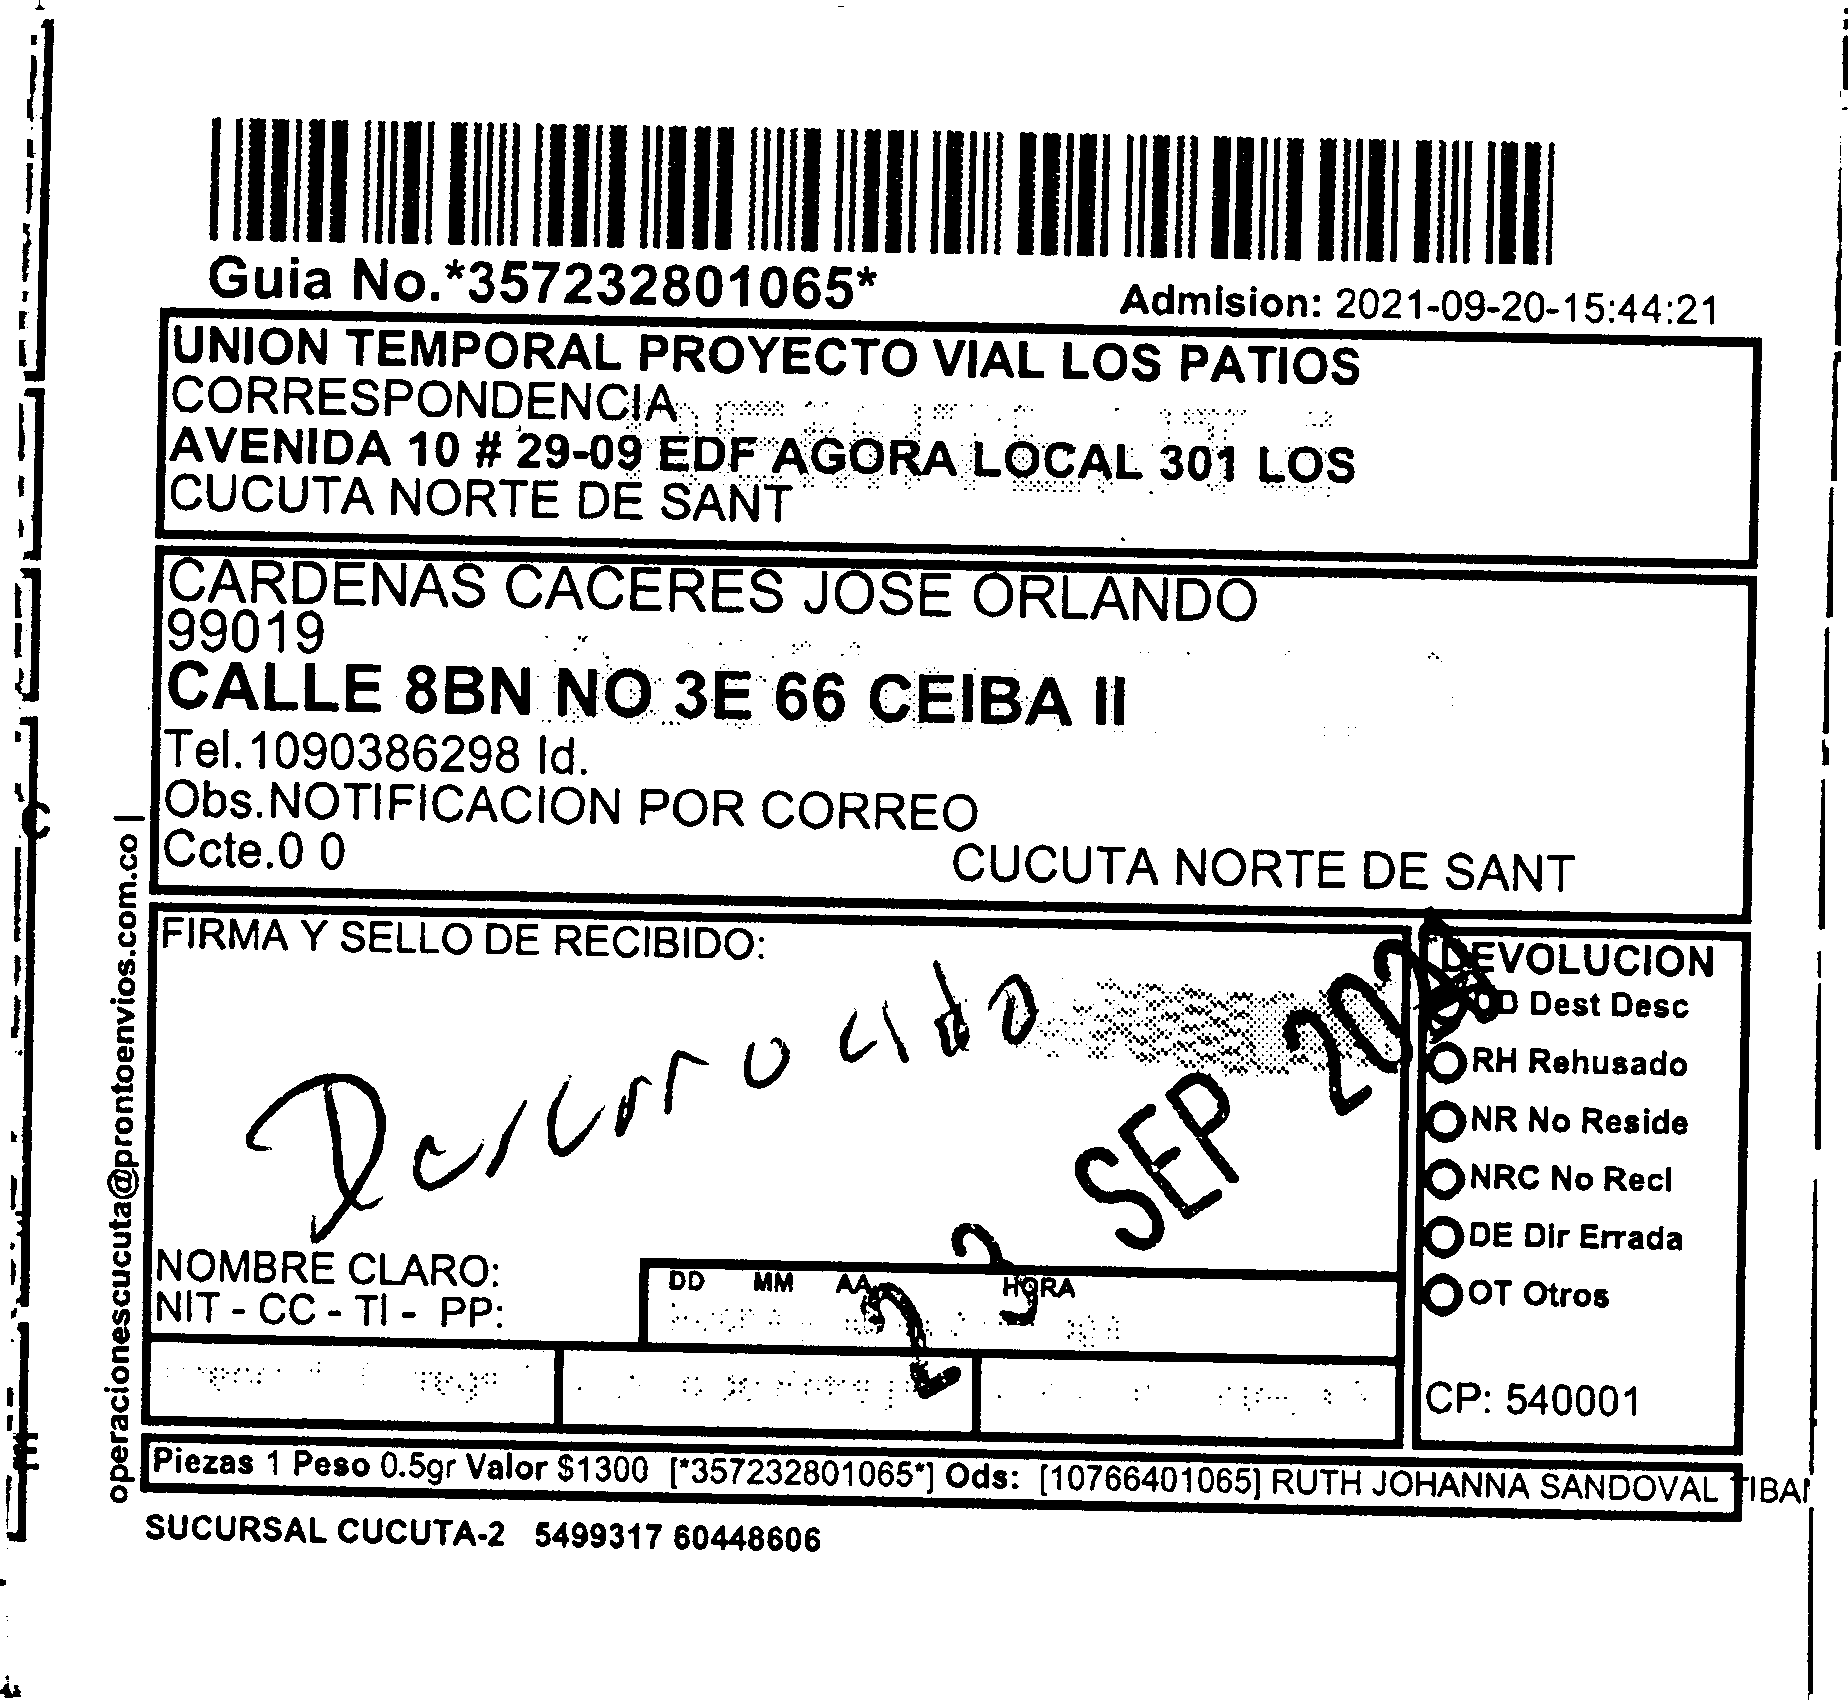 Guia No.*357232801065*
Admision: 2021-09-20-15:44:21
UNION TEMPORAL PROYECTO VIAL LOS PATIOS
CORRESPONDENCIA
AVENIDA 10 # 29-09 EDF AGORA LOCAL 301 LOS
CUCUTA NORTE DE SANT
CARDENAS CACERES JOSE ORLANDO
99019
CALLE 8BN NO 3E 66 CEIBA II
Tel.1090386298 Id.
Obs.NOTIFICACION POR CORREO
Ccte.0 0
CUCUTA NORTE DE SANT
FIRMA Y SELLO DE RECIBIDO:
Desconocido
SEP
NOMBRE CLARO:
NIT - CC - TI - PP:
DD MM AA HORA
DEVOLUCION
Dest Desc
RH Rehusado
NR No Reside
NRC No Recl
DE Dir Errada
OT Otros
CP: 540001
Piezas 1 Peso 0.5gr Valor $1300 [*357232801065*] Ods: [10766401065] RUTH JOHANNA SANDOVAL
SUCURSAL CUCUTA-2 5499317 60448606
operacionescucuta@prontoenvios.com.co |